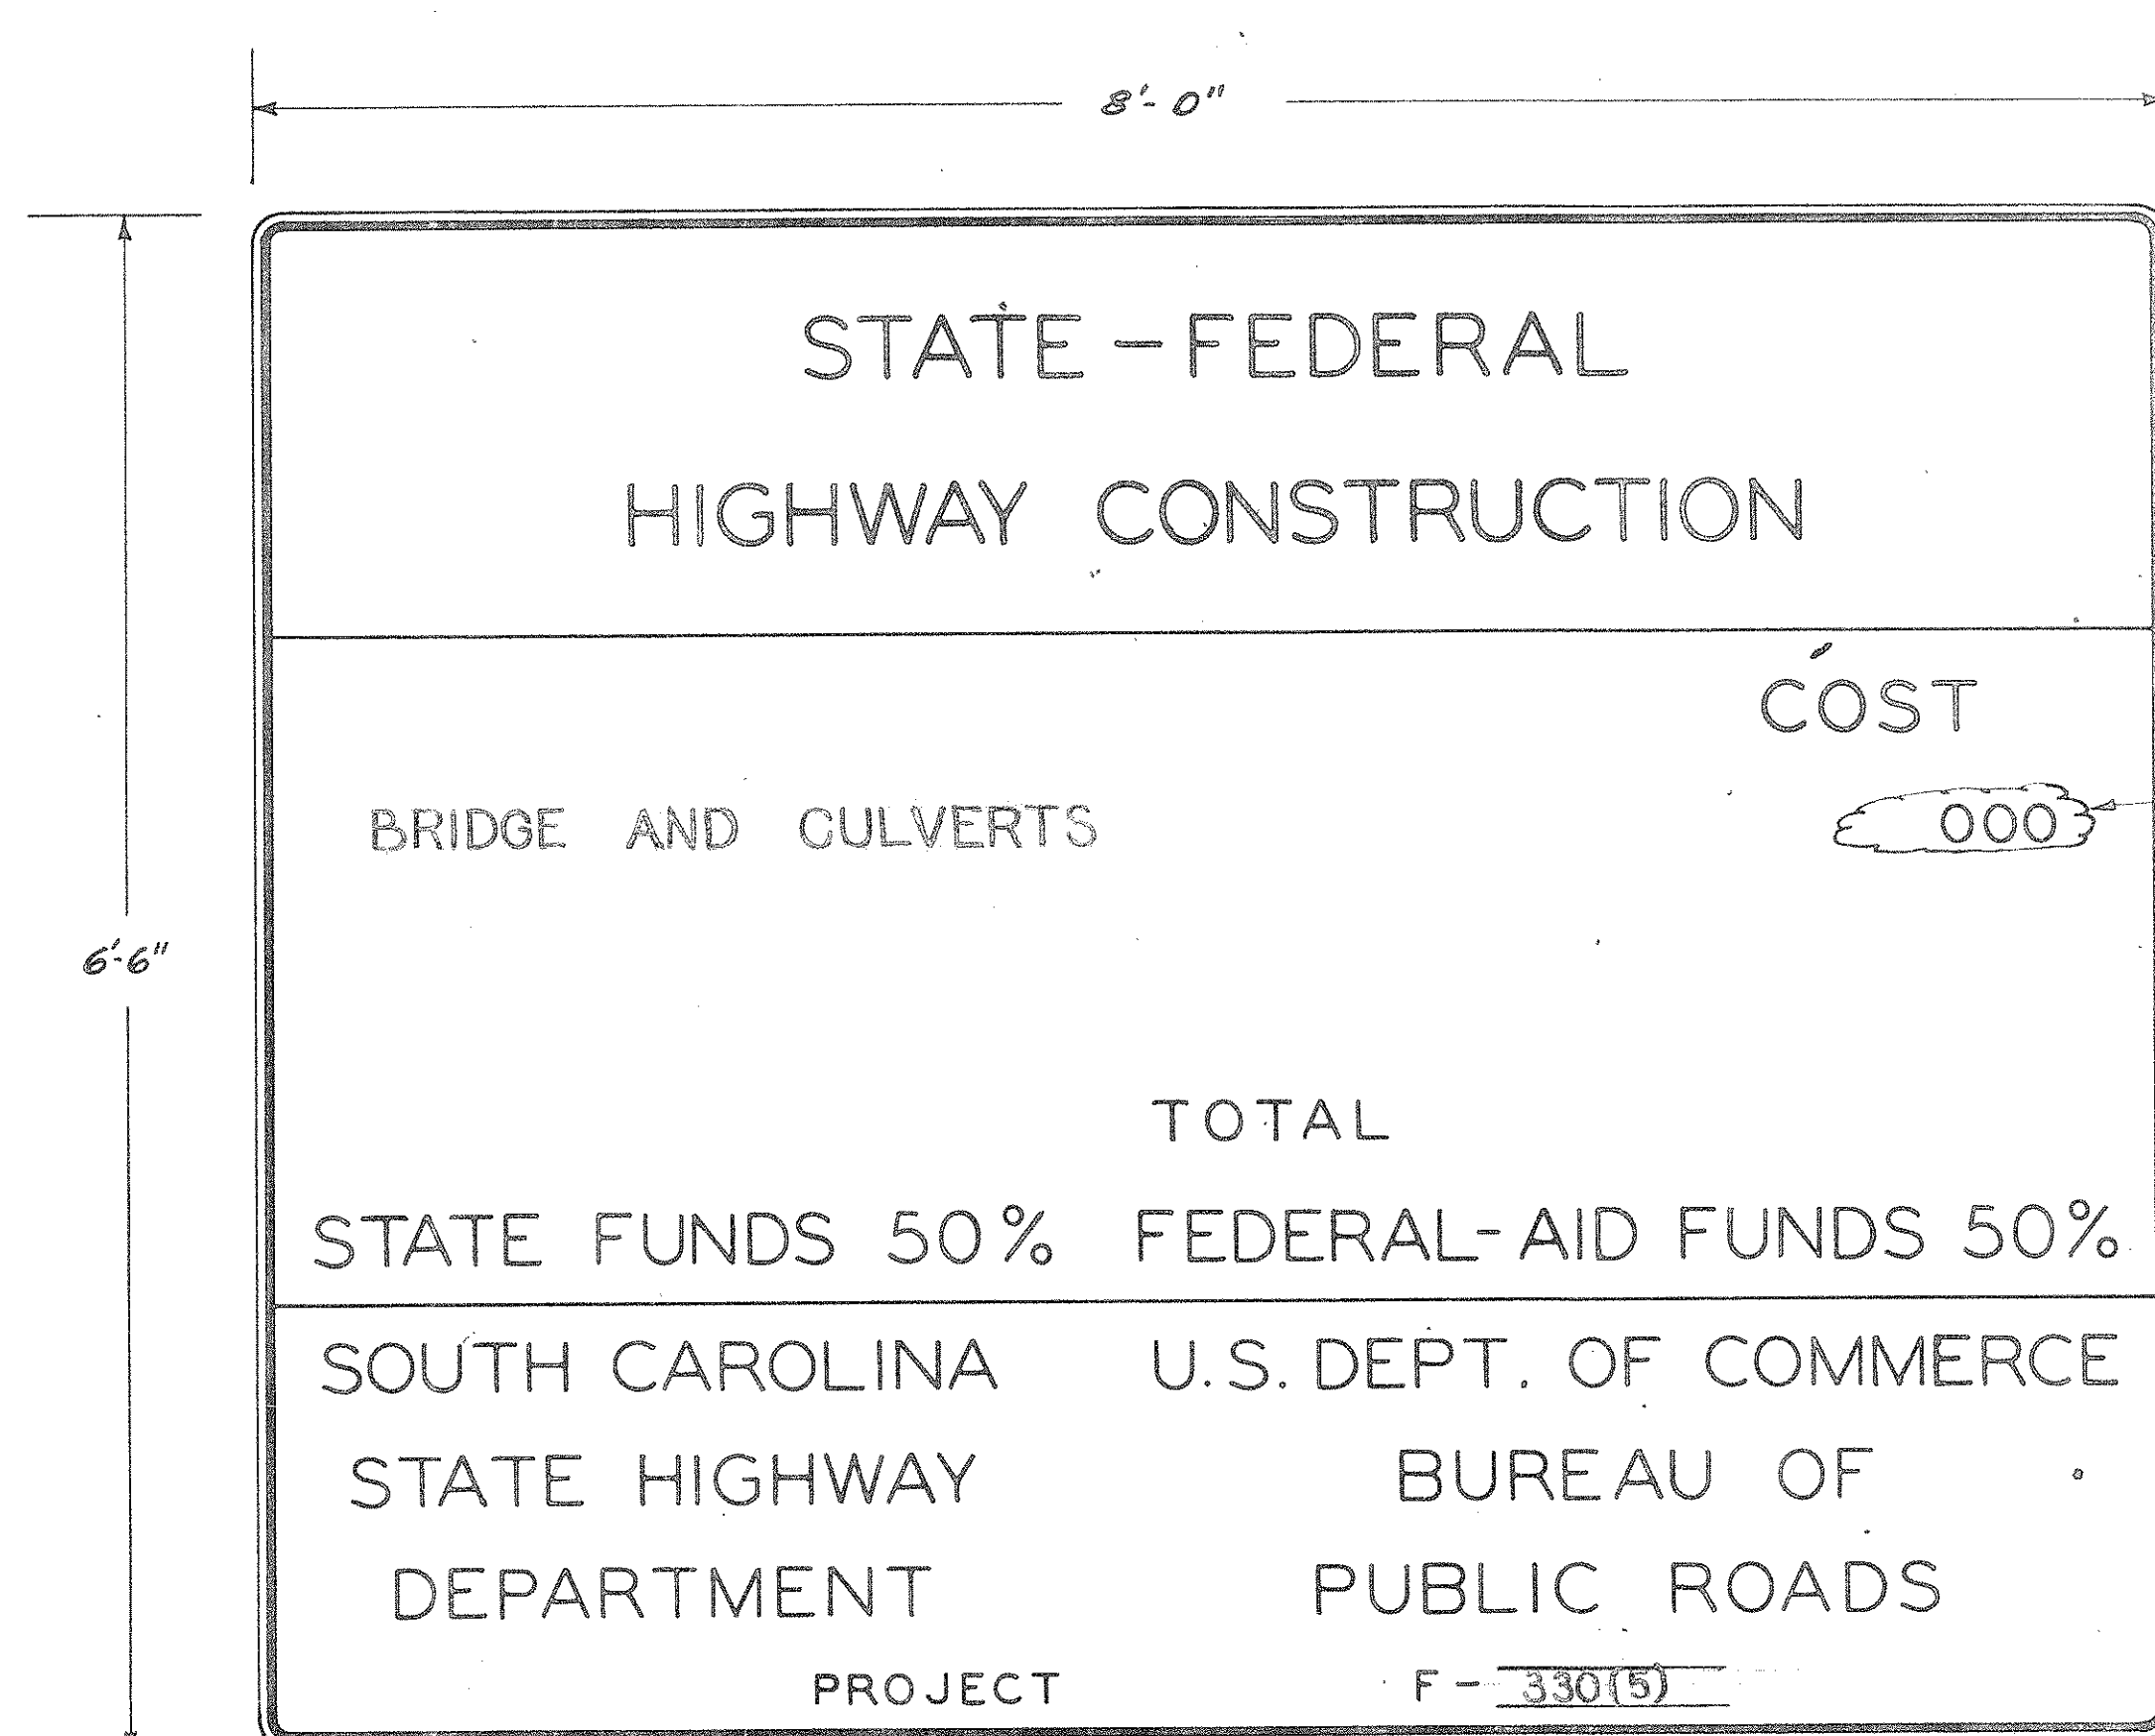 8'-0"
STATE - FEDERAL
HIGHWAY CONSTRUCTION
COST
BRIDGE AND CULVERTS 000
6'-6"
TOTAL
STATE FUNDS 50% FEDERAL-AID FUNDS 50%
SOUTH CAROLINA U.S. DEPT. OF COMMERCE
STATE HIGHWAY BUREAU OF
DEPARTMENT PUBLIC ROADS
PROJECT F - 330(5)